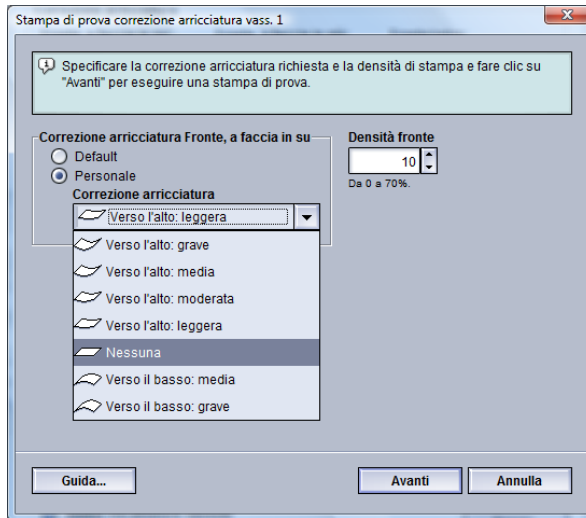 Stampa di prova correzione arricciatura vass. 1
Specificare la correzione arricciatura richiesta e la densità di stampa e fare clic su
"Avanti" per eseguire una stampa di prova.
Correzione arricciatura Fronte, a faccia in su
Default
Personale
Correzione arricciatura
Verso l'alto: leggera
Verso l'alto: grave
Verso l'alto: media
Verso l'alto: moderata
Verso l'alto: leggera
Nessuna
Verso il basso: media
Verso il basso: grave
Densità fronte
10
Da 0 a 70%.
Guida...
Avanti
Annulla